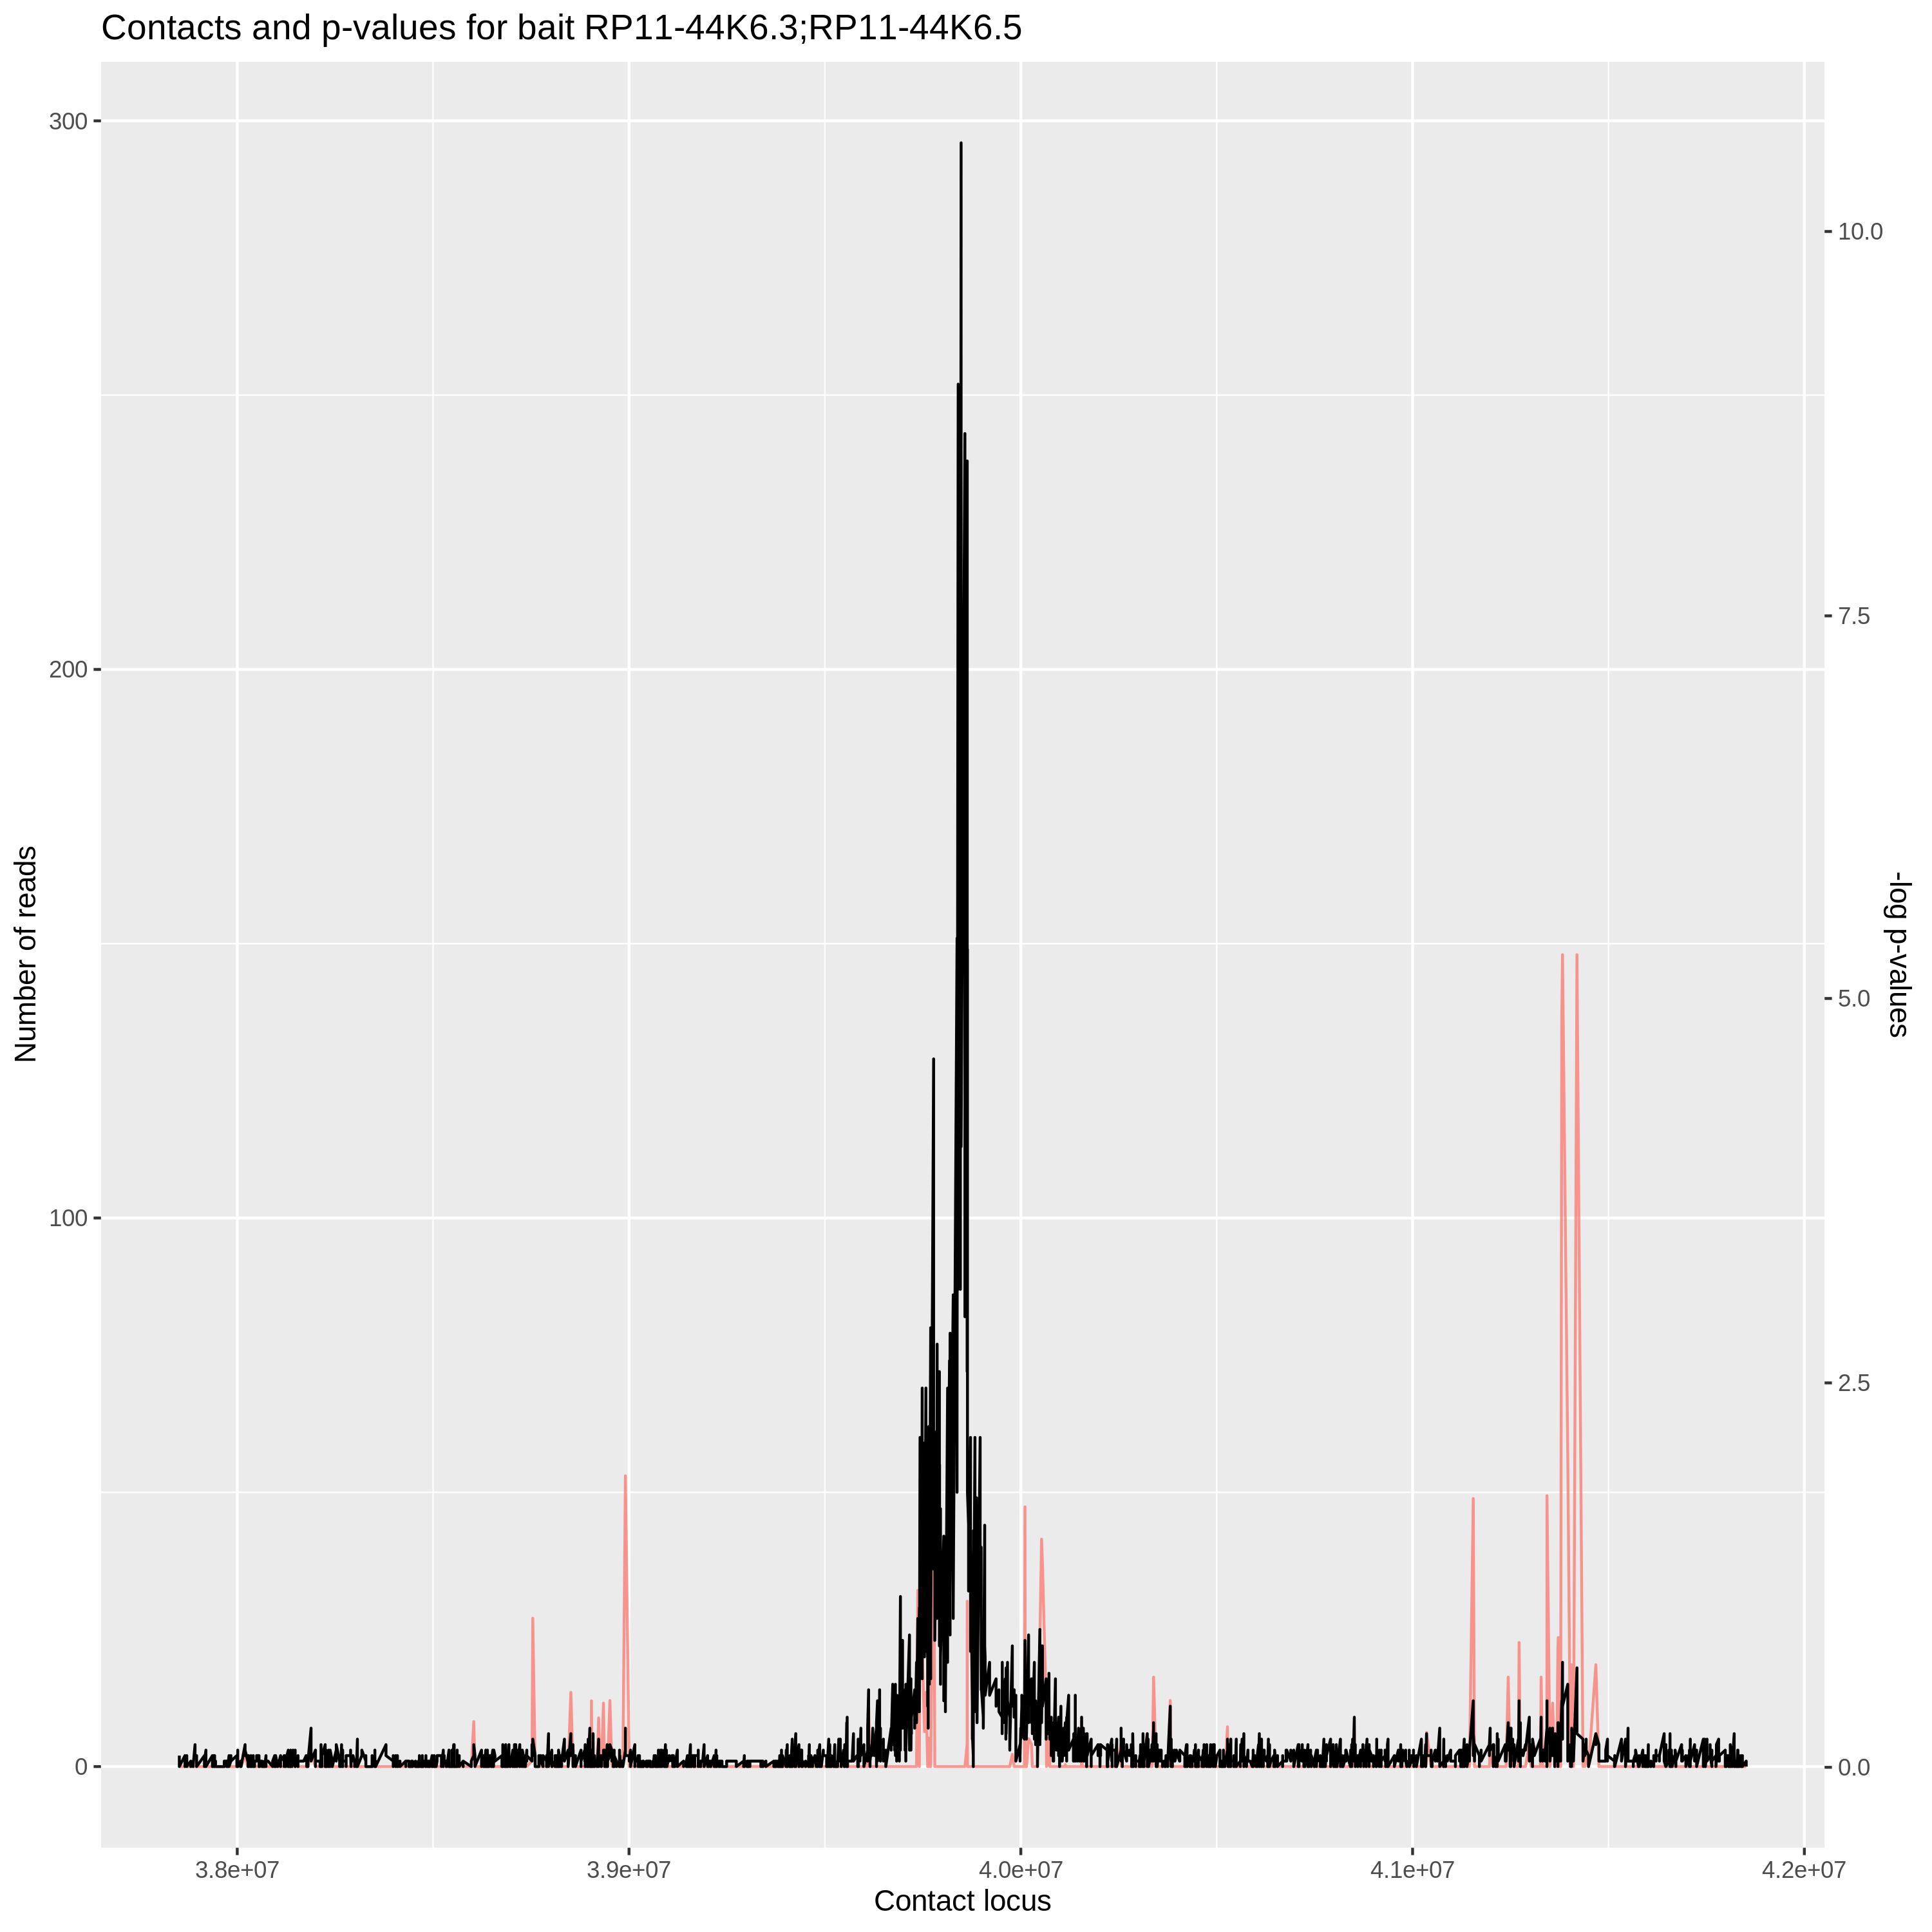 Contacts and p-values for bait RP11-44K6.3;RP11-44K6.5
300
200
100
0
Number of reads
10.0
7.5
5.0
2.5
0.0
-log p-values
3.8e+07
3.9e+07
4.0e+07
4.1e+07
4.2e+07
Contact locus